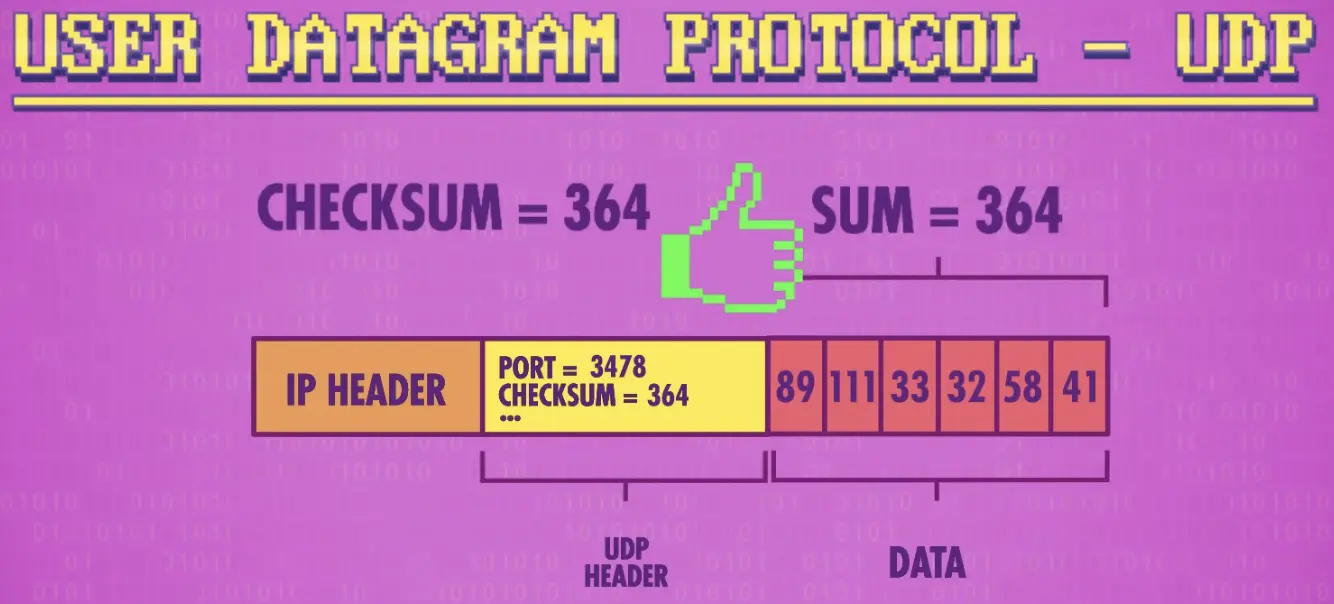 USER DATAGRAM PROTOCOL – UDP
CHECKSUM = 364
SUM = 364
IP HEADER
PORT = 3478
CHECKSUM = 364
...
89 111 33 32 58 41
UDP
HEADER
DATA